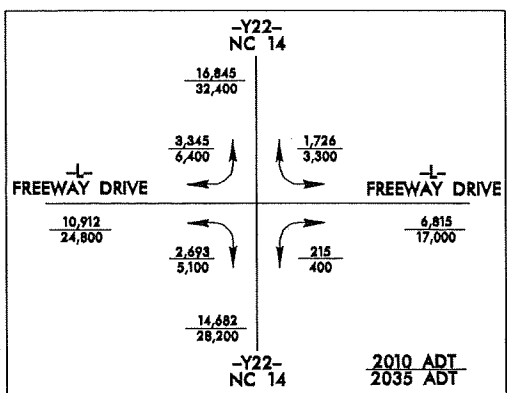 -Y22-
NC 14
16,845
32,400
3,345
6,400
1,726
3,300
-L-
FREEWAY DRIVE
-L-
FREEWAY DRIVE
10,912
24,800
6,815
17,000
2,693
5,100
215
400
14,682
28,200
-Y22-
NC 14
2010 ADT
2035 ADT